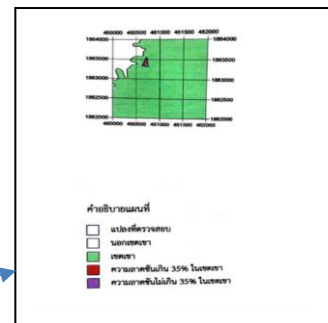 460000 460500 461000 461500 462000
1864000 1864000
1863500 1863500
1863000 1863000
1862500 1862500
1862000 1862000
460000 460500 461000 461500 462000
คำอธิบายแผนที่
แปลงที่ตรวจสอบ
นอกเขตเขา
เขตเขา
ความลาดชันเกิน 35% ในเขตเขา
ความลาดชันไม่เกิน 35% ในเขตเขา